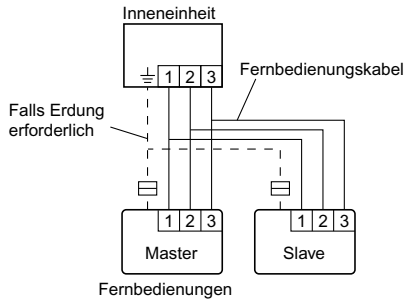 Inneneinheit
1 2 3
Fernbedienungskabel
Falls Erdung
erforderlich
1 2 3
Master
1 2 3
Slave
Fernbedienungen